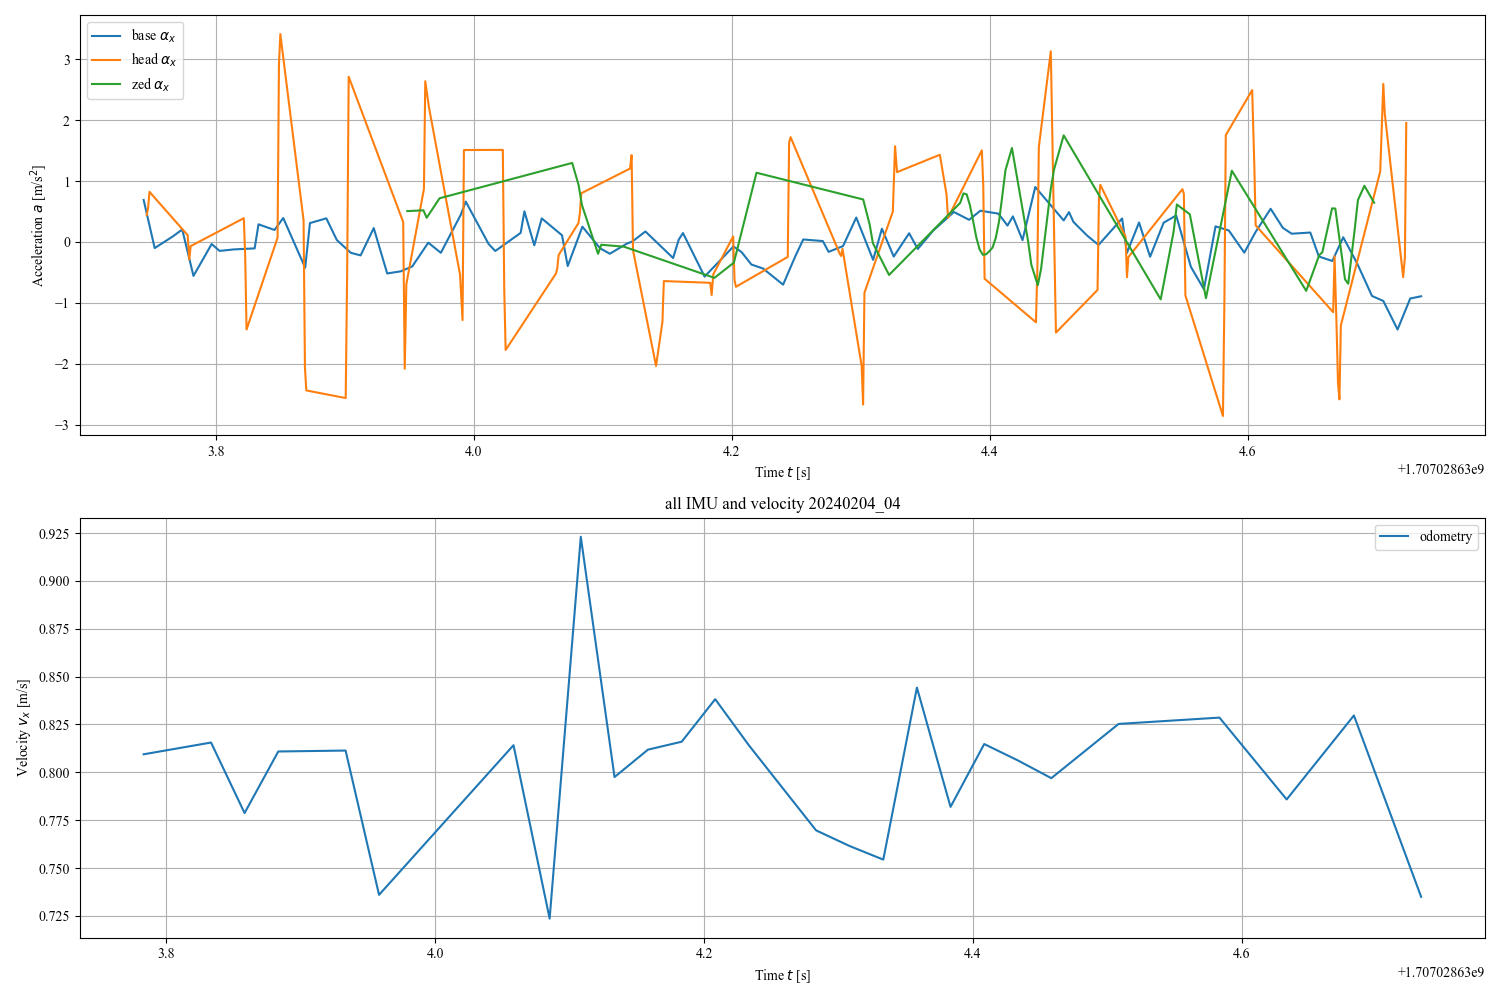 base αx
head αx
zed αx
Acceleration a [m/s²]
3
2
1
0
−1
−2
−3
3.8 4.0 4.2 4.4 4.6
Time t [s]
+1.70702863e9
all IMU and velocity 20240204_04
odometry
Velocity vx [m/s]
0.925
0.900
0.875
0.850
0.825
0.800
0.775
0.750
0.725
3.8 4.0 4.2 4.4 4.6
Time t [s]
+1.70702863e9